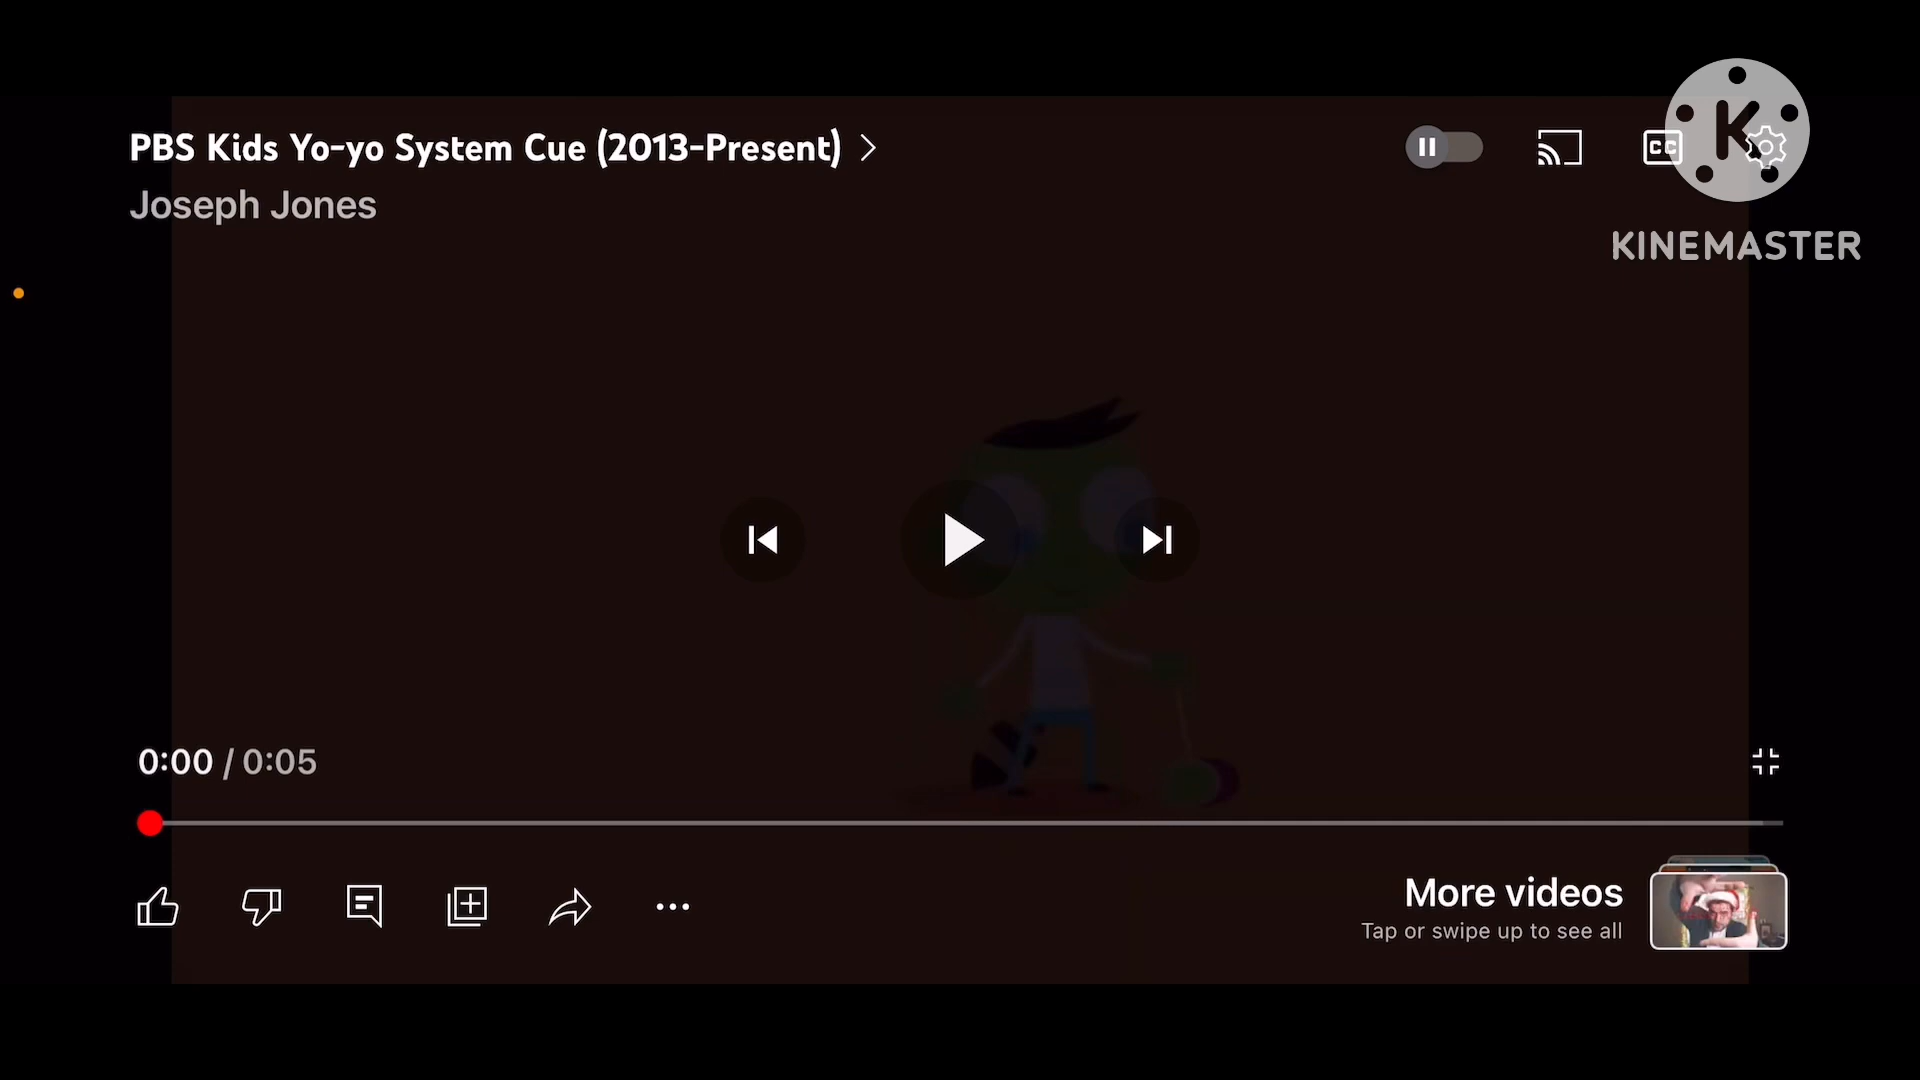 PBS Kids Yo-yo System Cue (2013-Present)
Joseph Jones
CC
K
KINEMASTER
0:00 / 0:05
More videos
Tap or swipe up to see all